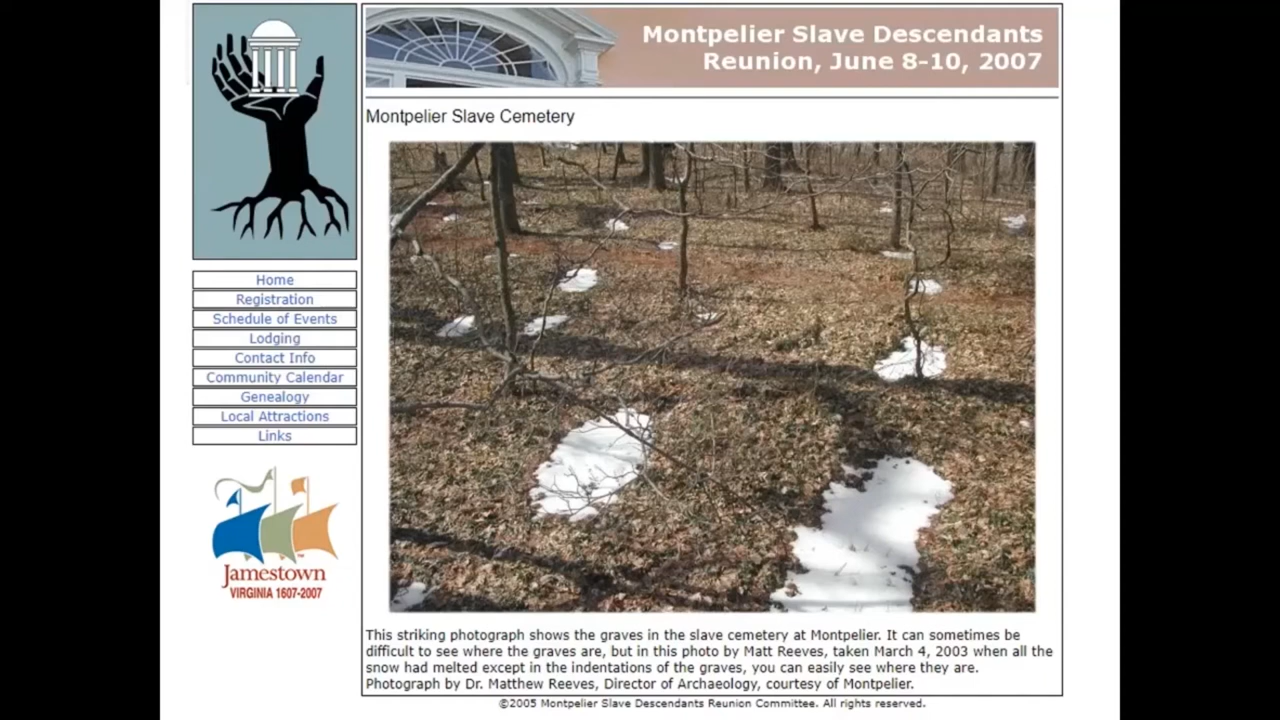 Montpelier Slave Descendants
Reunion, June 8-10, 2007
Montpelier Slave Cemetery
Home
Registration
Schedule of Events
Lodging
Contact Info
Community Calendar
Genealogy
Local Attractions
Links
Jamestown
VIRGINIA 1607-2007
This striking photograph shows the graves in the slave cemetery at Montpelier. It can sometimes be
difficult to see where the graves are, but in this photo by Matt Reeves, taken March 4, 2003 when all the
snow had melted except in the indentations of the graves, you can easily see where they are.
Photograph by Dr. Matthew Reeves, Director of Archaeology, courtesy of Montpelier.
©2005 Montpelier Slave Descendants Reunion Committee. All rights reserved.